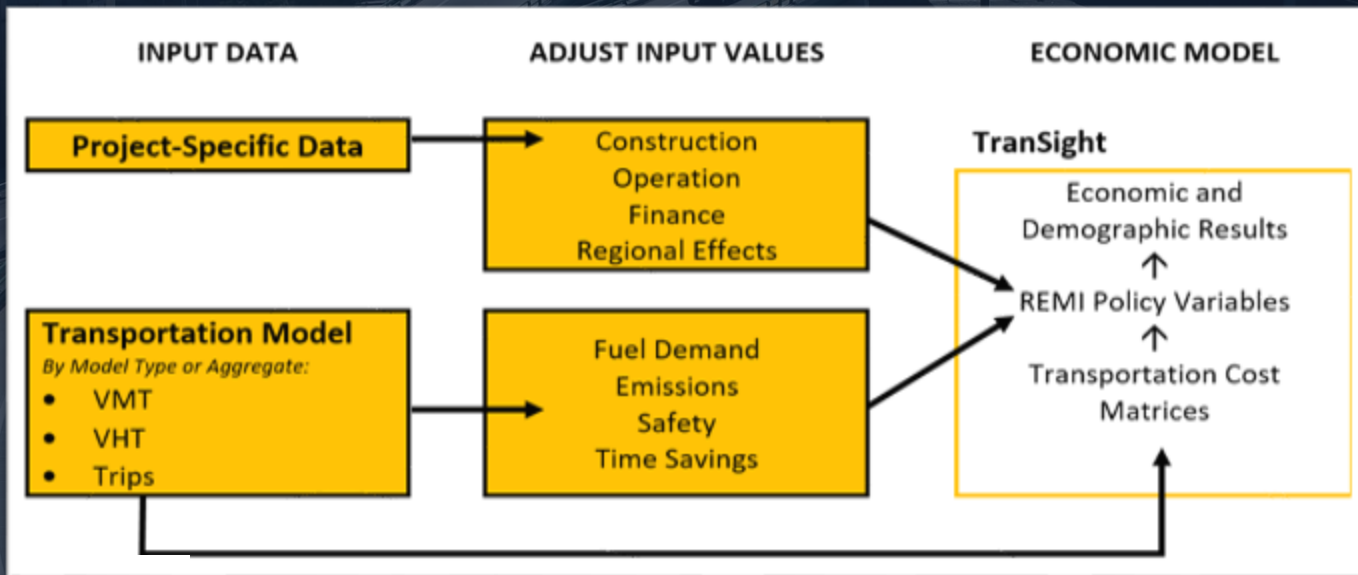 INPUT DATA
ADJUST INPUT VALUES
ECONOMIC MODEL
Project-Specific Data
Construction
Operation
Finance
Regional Effects
TranSight
Economic and
Demographic Results
REMI Policy Variables
Transportation Cost
Matrices
Transportation Model
By Model Type or Aggregate:
• VMT
• VHT
• Trips
Fuel Demand
Emissions
Safety
Time Savings